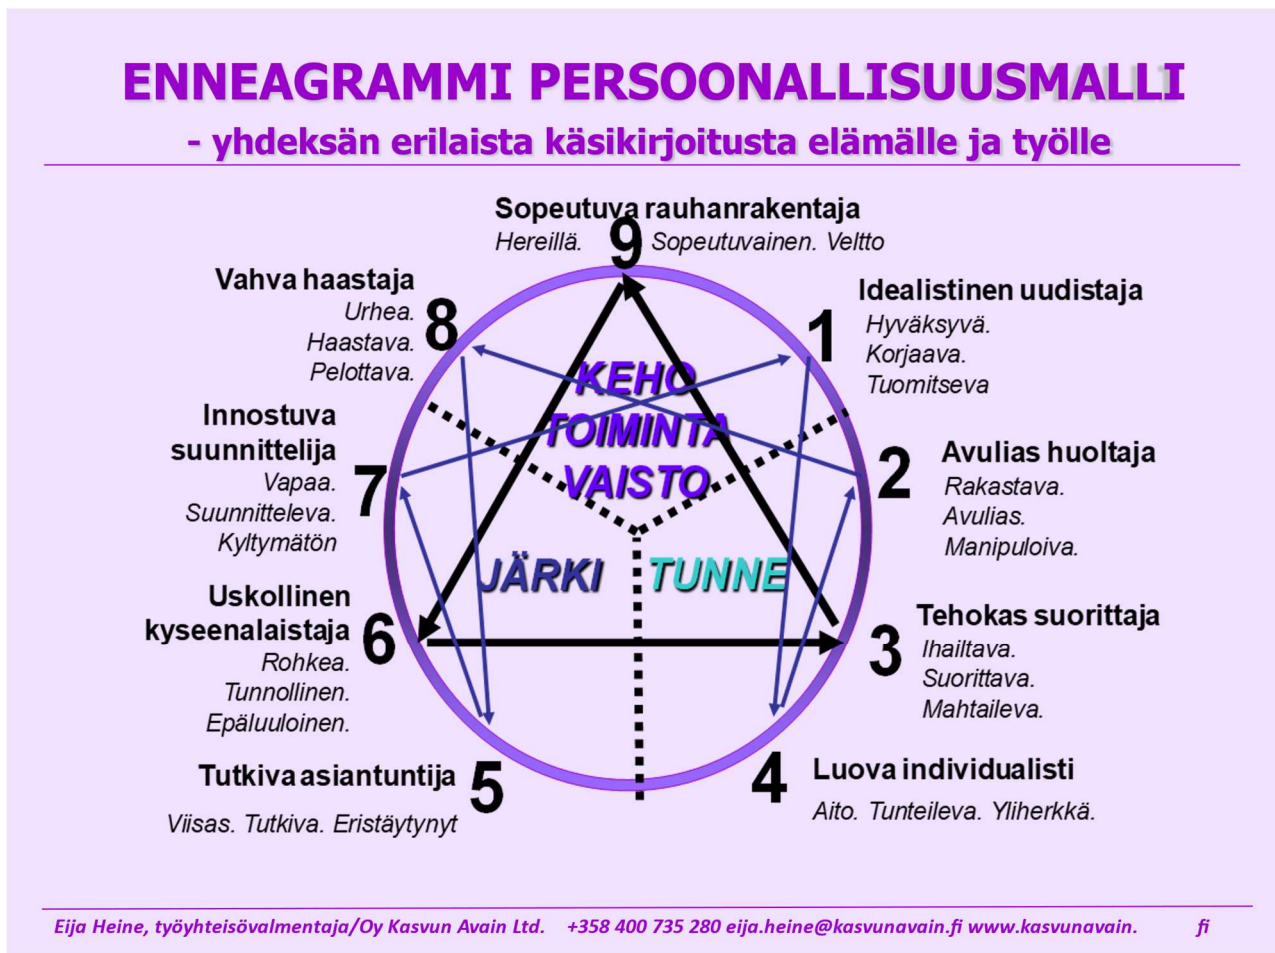 ENNEAGRAMMI PERSOONALLISUUSMALLI
- yhdeksän erilaista käsikirjoitusta elämälle ja työlle
Sopeutuva rauhanrakentaja
Hereillä. 9 Sopeutuvainen. Veltto
Vahva haastaja
8
Urhea.
Haastava.
Pelottava.
Idealistinen uudistaja
1
Hyväksyvä.
Korjaava.
Tuomitseva
KEHO
TOIMINTA
VAISTO
Innostuva
suunnittelija
7
Vapaa.
Suunnitteleva.
Kyltymätön
Avulias huoltaja
2
Rakastava.
Avulias.
Manipuloiva.
JÄRKI
TUNNE
Uskollinen
kyseenalaistaja
6
Rohkea.
Tunnollinen.
Epäluuloinen.
Tehokas suorittaja
3
Ihailtava.
Suorittava.
Mahtaileva.
Tutkiva asiantuntija
5
Viisas. Tutkiva. Eristäytynyt
4
Luova individualisti
Aito. Tunteileva. Yliherkkä.
Eija Heine, työyhteisövalmentaja/Oy Kasvun Avain Ltd. +358 400 735 280 eija.heine@kasvunavain.fi www.kasvunavain. fi